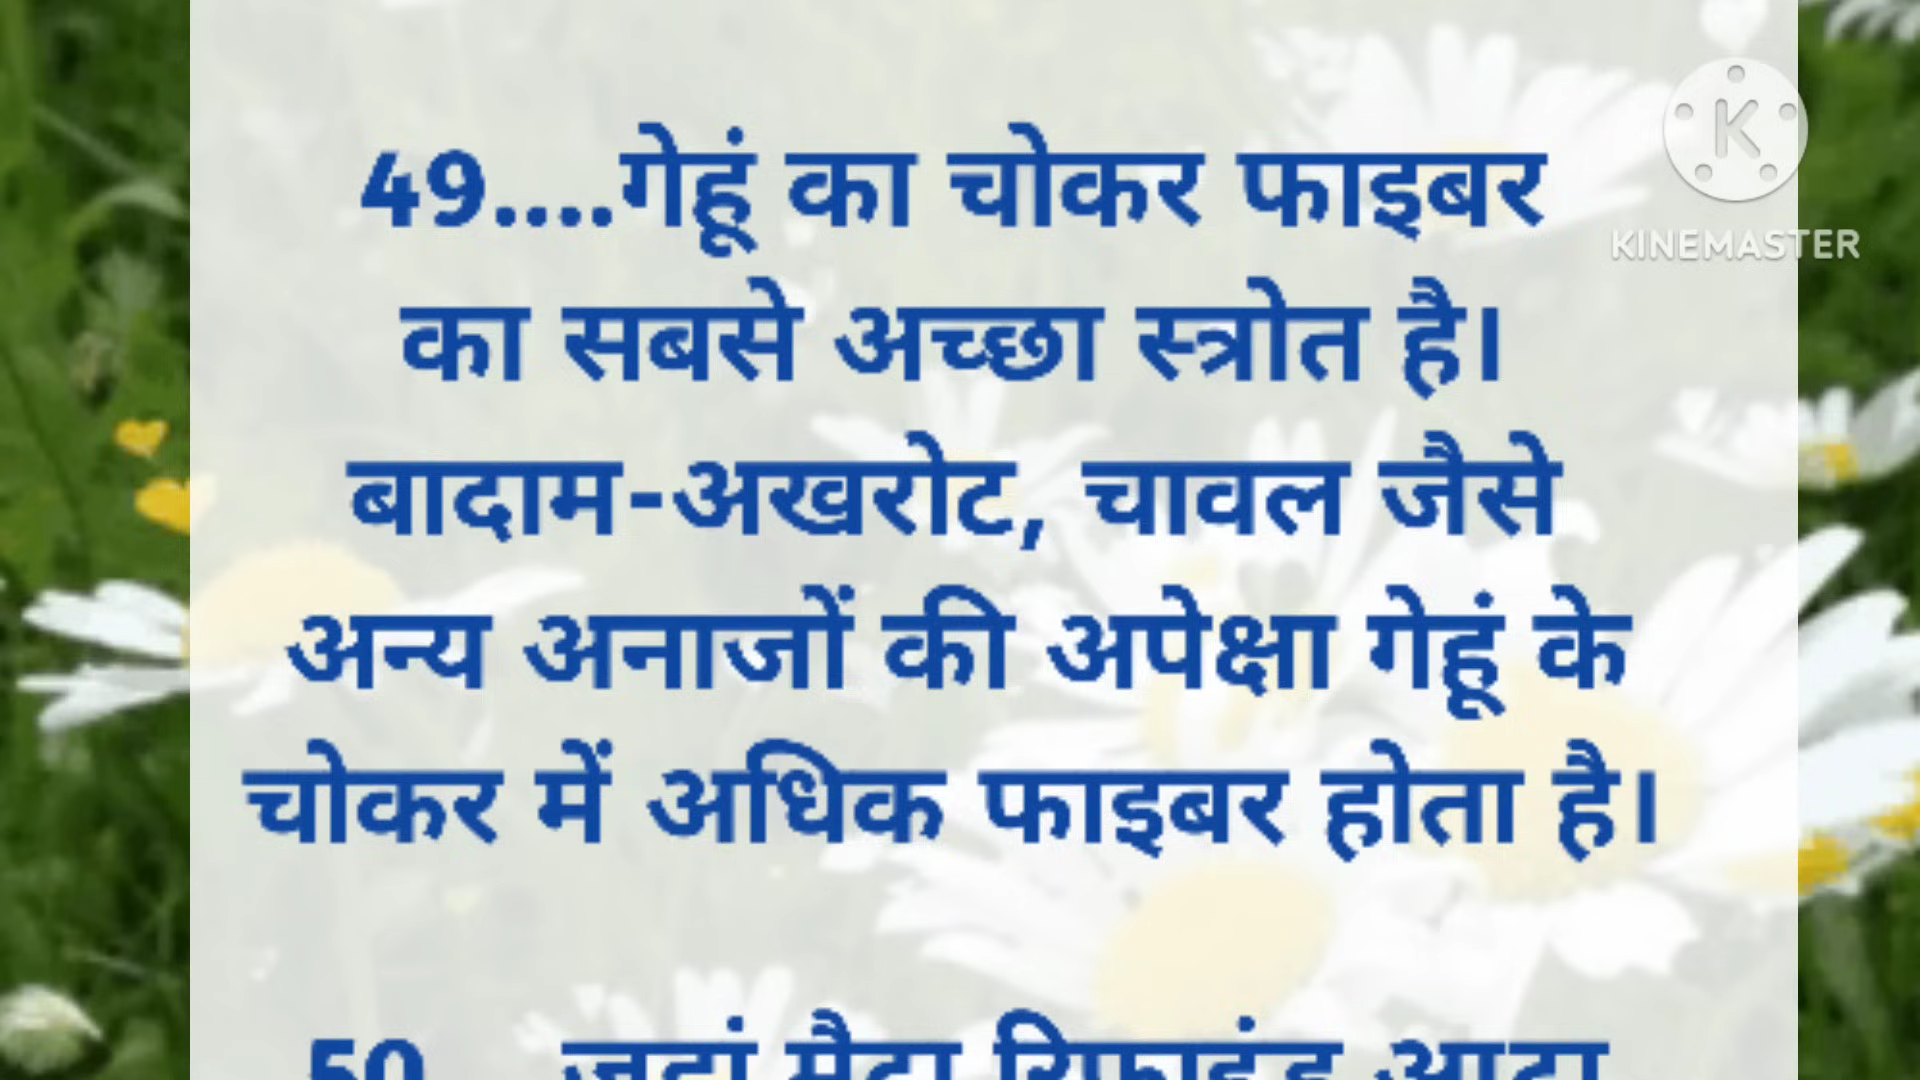 49....गेहूं का चोकर फाइबर
का सबसे अच्छा स्त्रोत है।
बादाम-अखरोट, चावल जैसे
अन्य अनाजों की अपेक्षा गेहूं के
चोकर में अधिक फाइबर होता है।
K
KINEMASTER